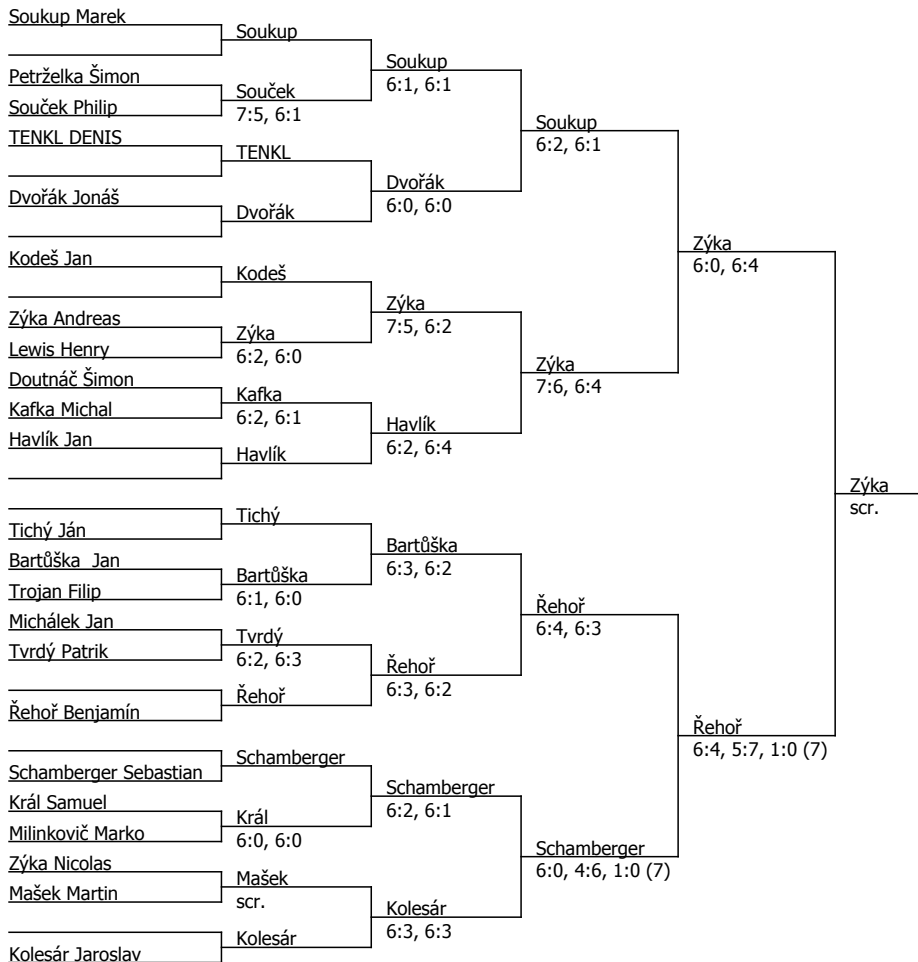 Soukup Marek
Soukup
Soukup
6:1, 6:1
Petrželka Šimon
Souček
7:5, 6:1
Souček Philip
Soukup
6:2, 6:1
TENKL DENIS
TENKL
Dvořák
6:0, 6:0
Dvořák Jonáš
Dvořák
Zýka
6:0, 6:4
Kodeš Jan
Kodeš
Zýka
7:5, 6:2
Zýka Andreas
Zýka
6:2, 6:0
Lewis Henry
Zýka
7:6, 6:4
Doutnáč Šimon
Kafka
6:2, 6:1
Kafka Michal
Havlík
6:2, 6:4
Havlík Jan
Havlík
Zýka
scr.
Tichý
Tichý Ján
Bartůška
6:3, 6:2
Bartůška  Jan
Bartůška
6:1, 6:0
Trojan Filip
Řehoř
6:4, 6:3
Michálek Jan
Tvrdý
6:2, 6:3
Tvrdý Patrik
Řehoř
6:3, 6:2
Řehoř
Řehoř Benjamín
Řehoř
6:4, 5:7, 1:0 (7)
Schamberger
Schamberger Sebastian
Schamberger
6:2, 6:1
Král Samuel
Král
6:0, 6:0
Milinkovič Marko
Schamberger
6:0, 4:6, 1:0 (7)
Zýka Nicolas
Mašek
scr.
Mašek Martin
Kolesár
6:3, 6:3
Kolesár
Kolesár Jaroslav